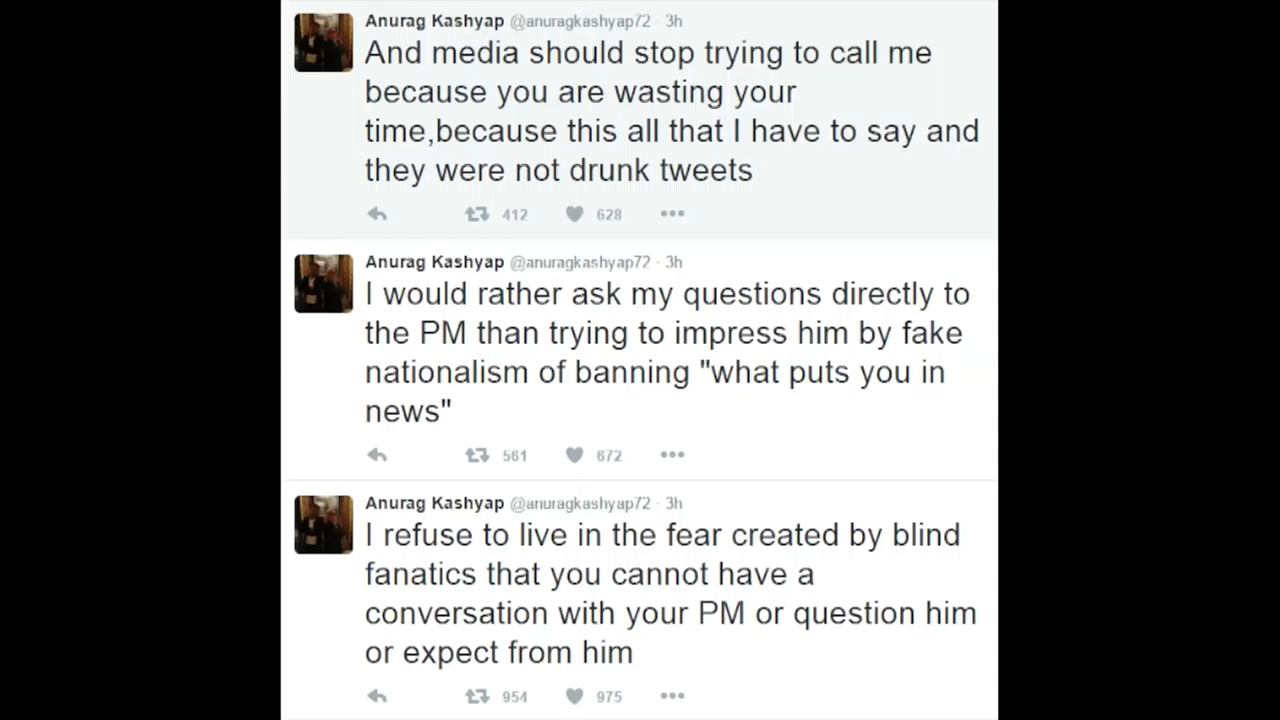 Anurag Kashyap @anuragkashyap72 · 3h
And media should stop trying to call me
because you are wasting your
time,because this all that I have to say and
they were not drunk tweets
412 628
Anurag Kashyap @anuragkashyap72 · 3h
I would rather ask my questions directly to
the PM than trying to impress him by fake
nationalism of banning "what puts you in
news"
561 672
Anurag Kashyap @anuragkashyap72 · 3h
I refuse to live in the fear created by blind
fanatics that you cannot have a
conversation with your PM or question him
or expect from him
954 975